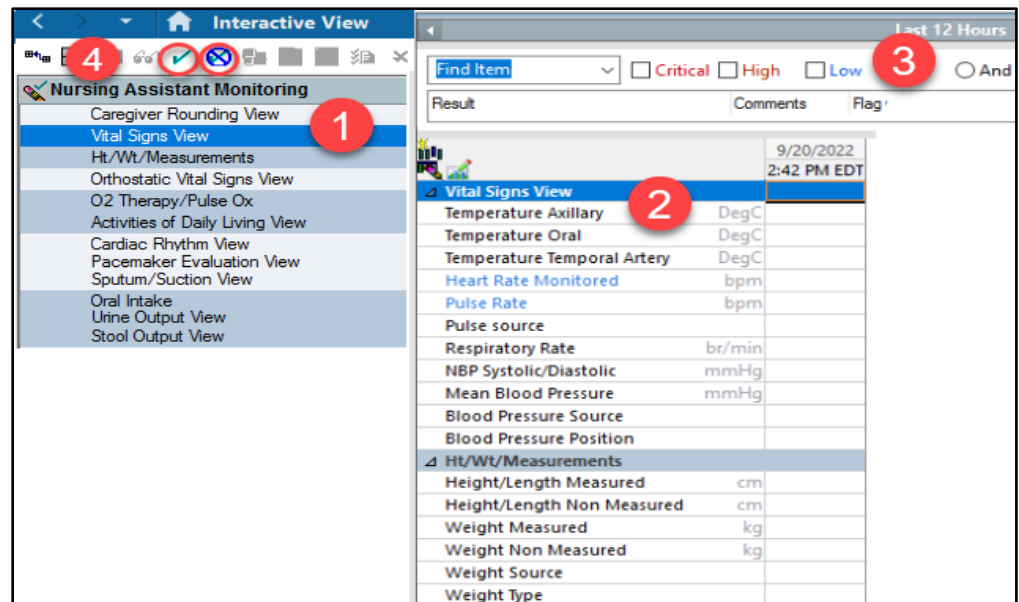 Interactive View
4
Nursing Assistant Monitoring
Caregiver Rounding View
1
Vital Signs View
Ht/Wt/Measurements
Orthostatic Vital Signs View
O2 Therapy/Pulse Ox
Activities of Daily Living View
Cardiac Rhythm View
Pacemaker Evaluation View
Sputum/Suction View
Oral Intake
Urine Output View
Stool Output View
Last 12 Hours
Find Item Critical High Low 3 And
Result Comments Flag
9/20/2022
2:42 PM EDT
Vital Signs View
2
Temperature Axillary DegC
Temperature Oral DegC
Temperature Temporal Artery DegC
Heart Rate Monitored bpm
Pulse Rate bpm
Pulse source
Respiratory Rate br/min
NBP Systolic/Diastolic mmHg
Mean Blood Pressure mmHg
Blood Pressure Source
Blood Pressure Position
Ht/Wt/Measurements
Height/Length Measured cm
Height/Length Non Measured cm
Weight Measured kg
Weight Non Measured kg
Weight Source
Weight Type